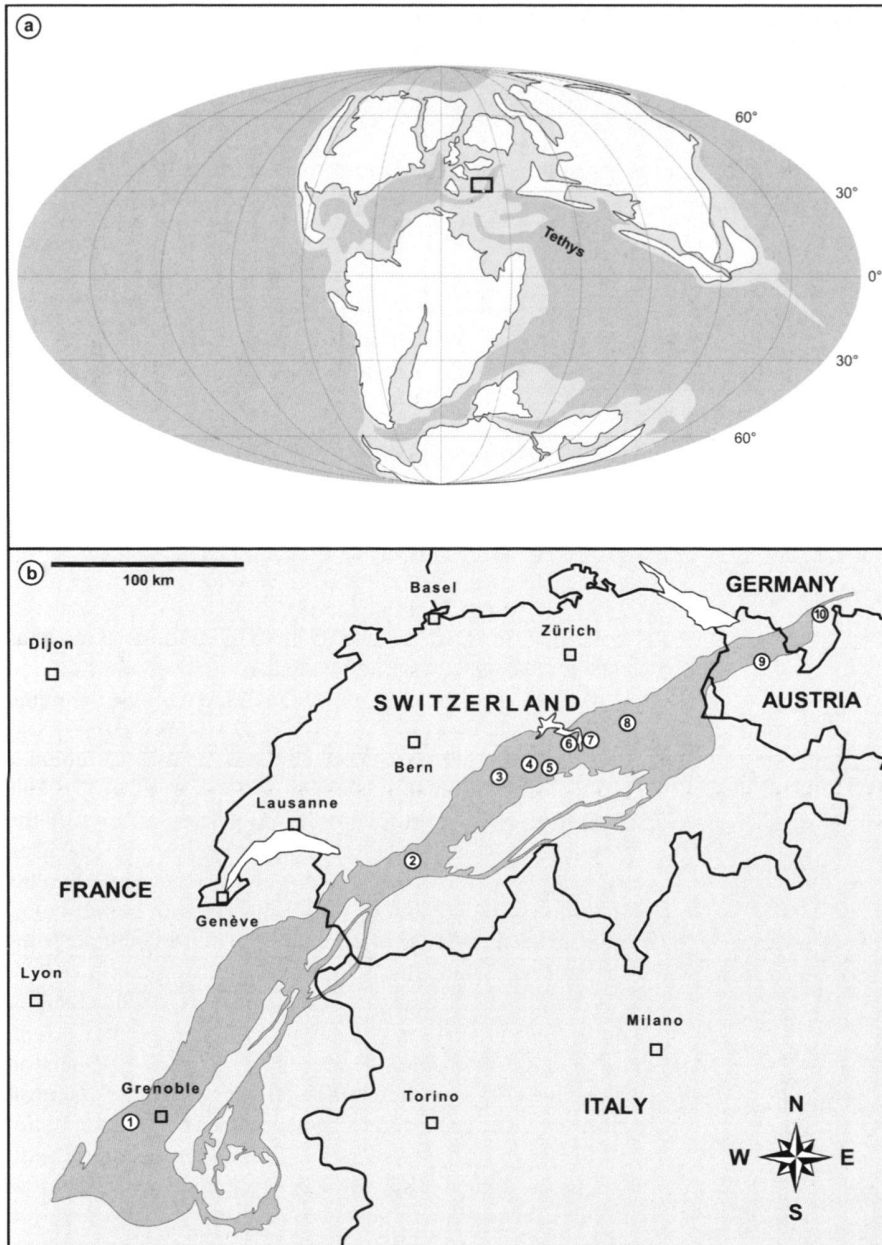 a
60°
30°
Tethys
0°
30°
60°
b
100 km
Basel
GERMANY
Dijon
Zürich
10
9
SWITZERLAND
AUSTRIA
8
6
7
Bern
4
5
3
Lausanne
2
FRANCE
Genève
Lyon
Milano
Grenoble
1
Torino
ITALY
N
W
E
S